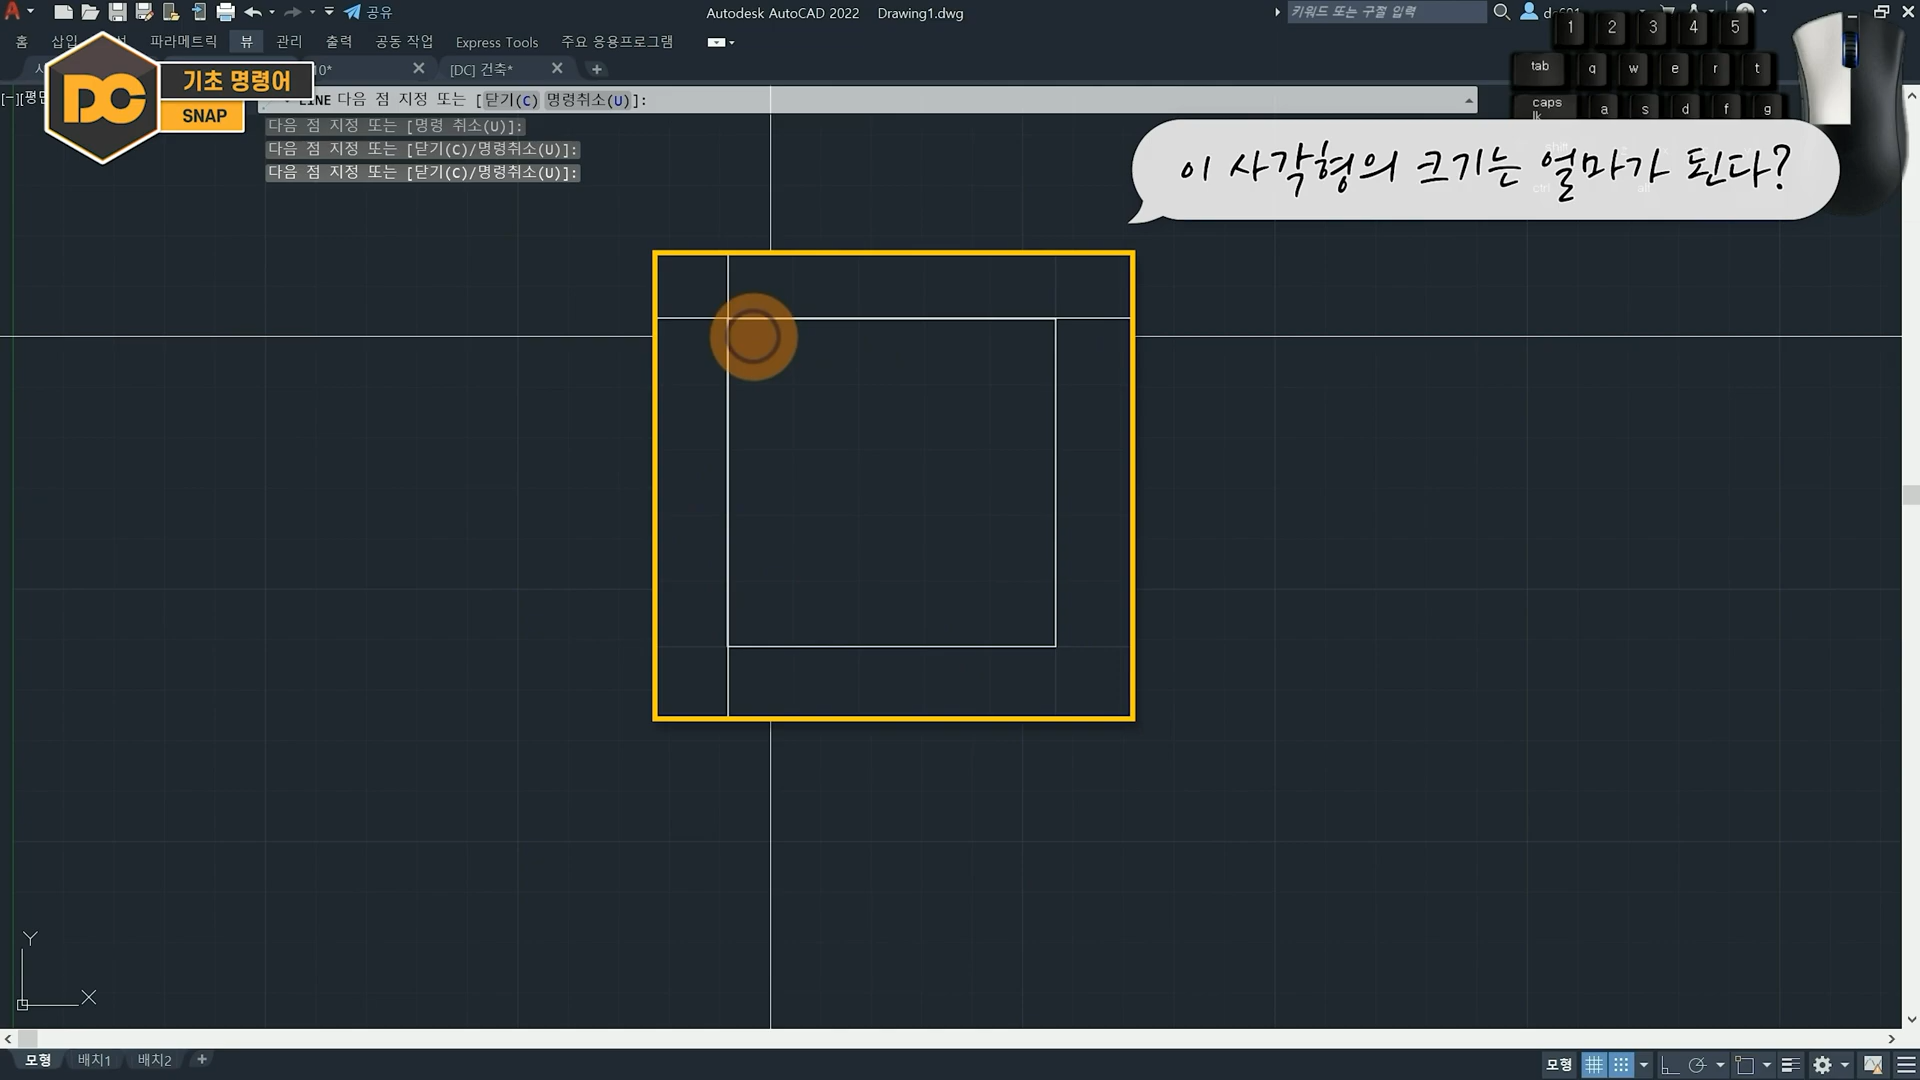 공유
Autodesk AutoCAD 2022 Drawing1.dwg
키워드 또는 구절 입력
홈 삽입 파라메트릭 뷰 관리 출력 공동 작업 Express Tools 주요 응용프로그램
[DC] 건축*
DC 기초 명령어
SNAP
LINE 다음 점 지정 또는 [닫기(C) 명령취소(U)]:
다음 점 지정 또는 [명령 취소(U)]:
다음 점 지정 또는 [닫기(C)/명령취소(U)]:
다음 점 지정 또는 [닫기(C)/명령취소(U)]:
1 2 3 4 5
tab q w e r t
caps lk a s d f g
이 사각형의 크기는 얼마가 된다?
Y
X
모형 배치1 배치2
모형